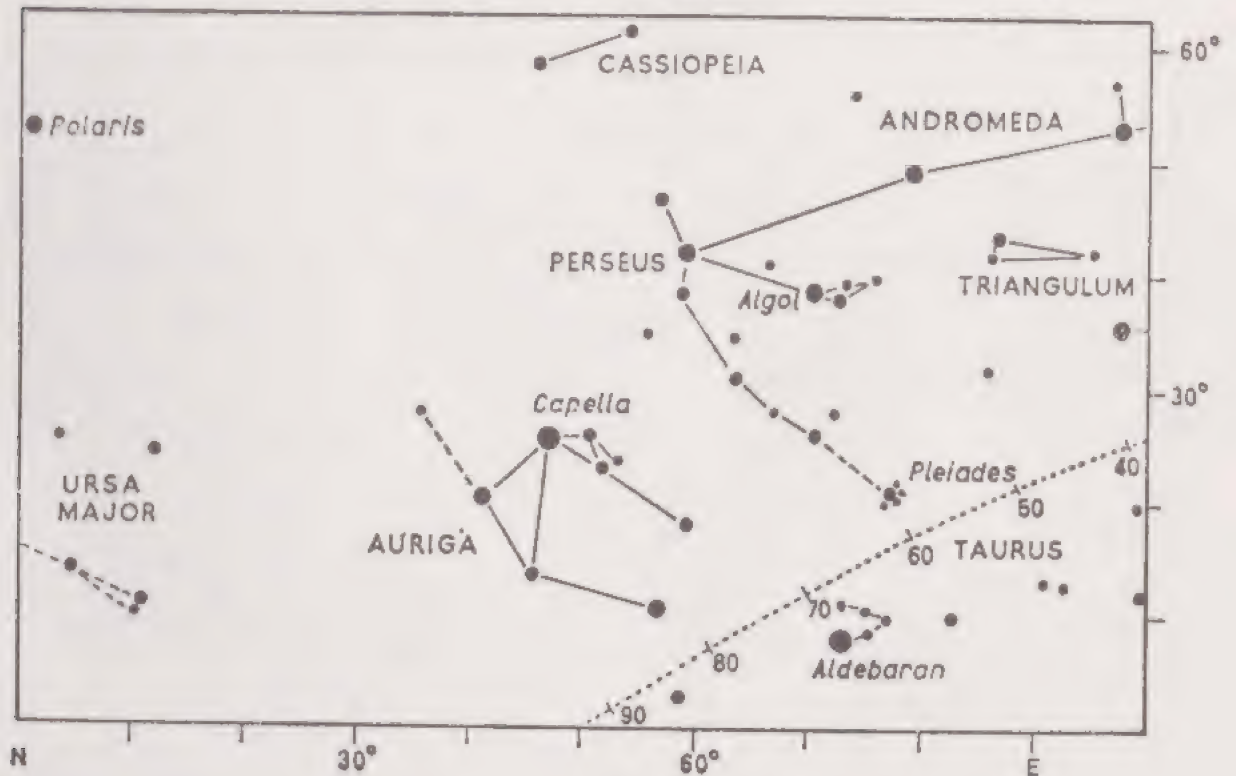 60°
CASSIOPEIA
ANDROMEDA
Polaris
PERSEUS
Algol
TRIANGULUM
30°
Capella
Pleiades
40
URSA
MAJOR
50
AURIGA
60
TAURUS
70
80
Aldebaran
90
N
30°
60°
E